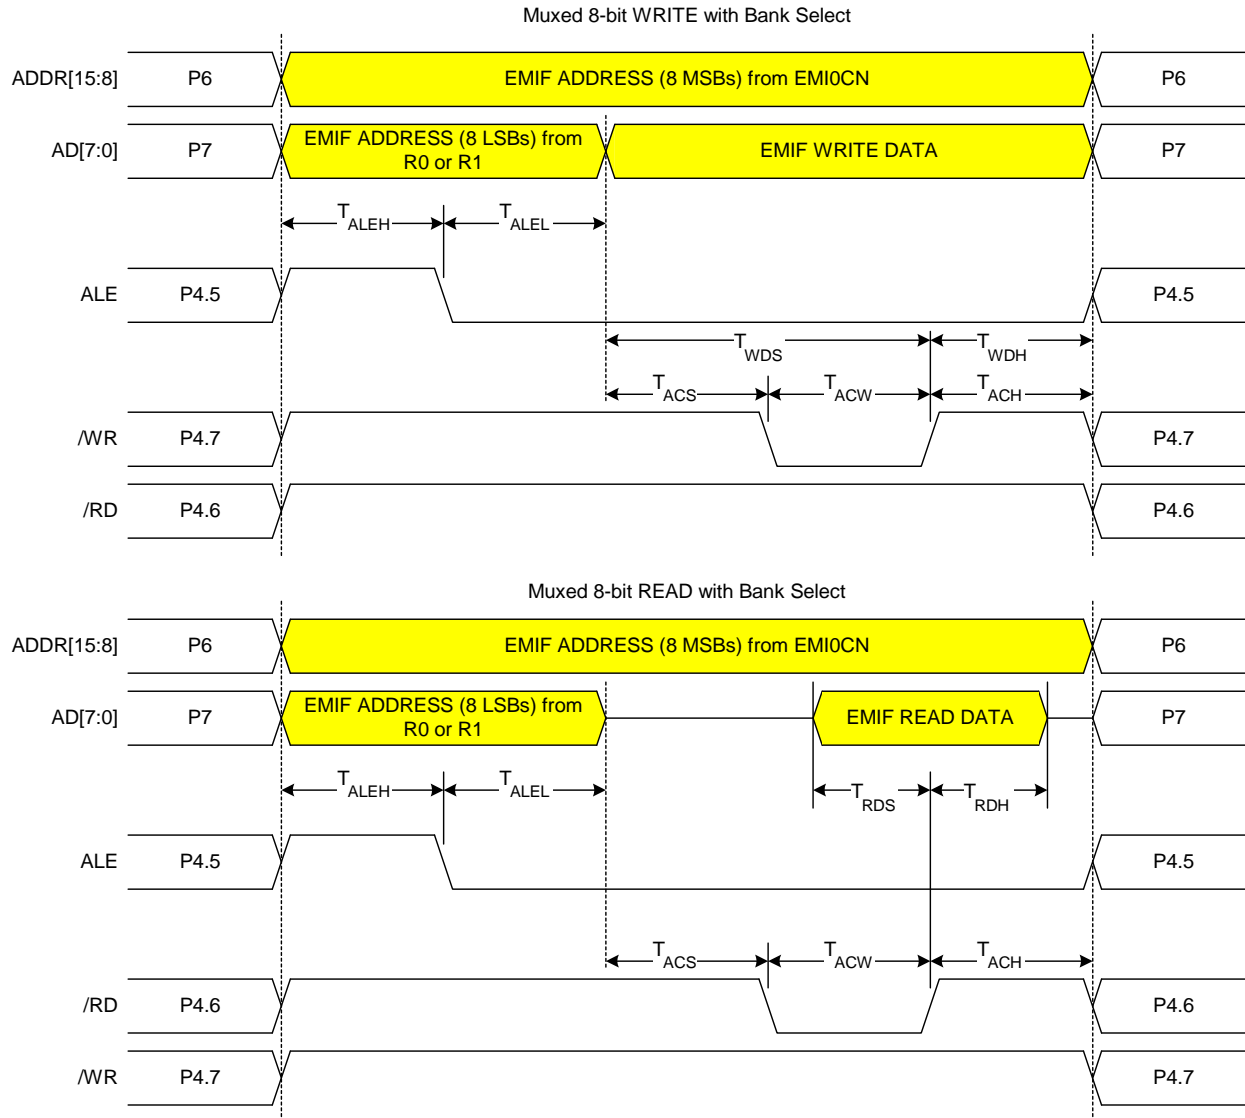 Muxed 8-bit WRITE with Bank Select
ADDR[15:8] P6 EMIF ADDRESS (8 MSBs) from EMI0CN P6
AD[7:0] P7 EMIF ADDRESS (8 LSBs) from R0 or R1 EMIF WRITE DATA P7
TALEH TALEL
ALE P4.5 P4.5
TWDS TWDH
TACS TACW TACH
/WR P4.7 P4.7
/RD P4.6 P4.6
Muxed 8-bit READ with Bank Select
ADDR[15:8] P6 EMIF ADDRESS (8 MSBs) from EMI0CN P6
AD[7:0] P7 EMIF ADDRESS (8 LSBs) from R0 or R1 EMIF READ DATA P7
TALEH TALEL TRDS TRDH
ALE P4.5 P4.5
TACS TACW TACH
/RD P4.6 P4.6
/WR P4.7 P4.7